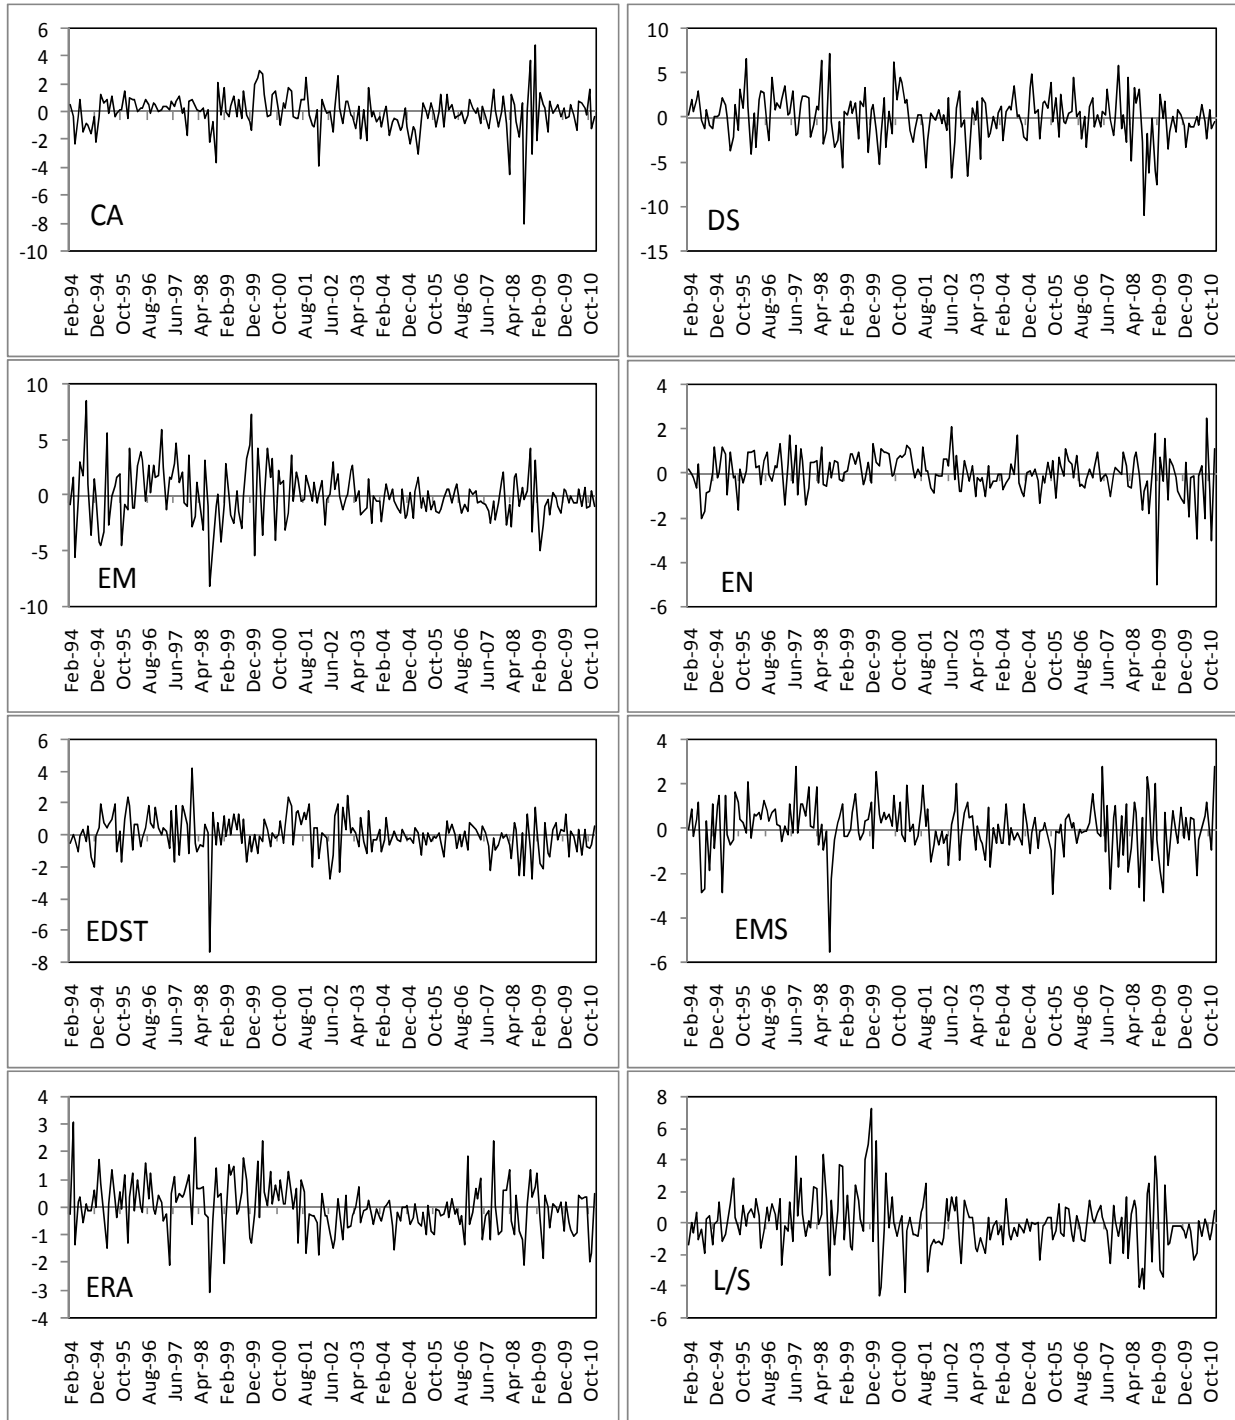 6
4
2
0
-2
-4
-6
-8
-10
CA
Feb-94
Dec-94
Oct-95
Aug-96
Jun-97
Apr-98
Feb-99
Dec-99
Oct-00
Aug-01
Jun-02
Apr-03
Feb-04
Dec-04
Oct-05
Aug-06
Jun-07
Apr-08
Feb-09
Dec-09
Oct-10
10
5
0
-5
-10
-15
DS
Feb-94
Dec-94
Oct-95
Aug-96
Jun-97
Apr-98
Feb-99
Dec-99
Oct-00
Aug-01
Jun-02
Apr-03
Feb-04
Dec-04
Oct-05
Aug-06
Jun-07
Apr-08
Feb-09
Dec-09
Oct-10
10
5
0
-5
-10
EM
Feb-94
Dec-94
Oct-95
Aug-96
Jun-97
Apr-98
Feb-99
Dec-99
Oct-00
Aug-01
Jun-02
Apr-03
Feb-04
Dec-04
Oct-05
Aug-06
Jun-07
Apr-08
Feb-09
Dec-09
Oct-10
4
2
0
-2
-4
-6
EN
Feb-94
Dec-94
Oct-95
Aug-96
Jun-97
Apr-98
Feb-99
Dec-99
Oct-00
Aug-01
Jun-02
Apr-03
Feb-04
Dec-04
Oct-05
Aug-06
Jun-07
Apr-08
Feb-09
Dec-09
Oct-10
6
4
2
0
-2
-4
-6
-8
EDST
Feb-94
Dec-94
Oct-95
Aug-96
Jun-97
Apr-98
Feb-99
Dec-99
Oct-00
Aug-01
Jun-02
Apr-03
Feb-04
Dec-04
Oct-05
Aug-06
Jun-07
Apr-08
Feb-09
Dec-09
Oct-10
4
2
0
-2
-4
-6
EMS
Feb-94
Dec-94
Oct-95
Aug-96
Jun-97
Apr-98
Feb-99
Dec-99
Oct-00
Aug-01
Jun-02
Apr-03
Feb-04
Dec-04
Oct-05
Aug-06
Jun-07
Apr-08
Feb-09
Dec-09
Oct-10
4
3
2
1
0
-1
-2
-3
-4
ERA
Feb-94
Dec-94
Oct-95
Aug-96
Jun-97
Apr-98
Feb-99
Dec-99
Oct-00
Aug-01
Jun-02
Apr-03
Feb-04
Dec-04
Oct-05
Aug-06
Jun-07
Apr-08
Feb-09
Dec-09
Oct-10
8
6
4
2
0
-2
-4
-6
L/S
Feb-94
Dec-94
Oct-95
Aug-96
Jun-97
Apr-98
Feb-99
Dec-99
Oct-00
Aug-01
Jun-02
Apr-03
Feb-04
Dec-04
Oct-05
Aug-06
Jun-07
Apr-08
Feb-09
Dec-09
Oct-10